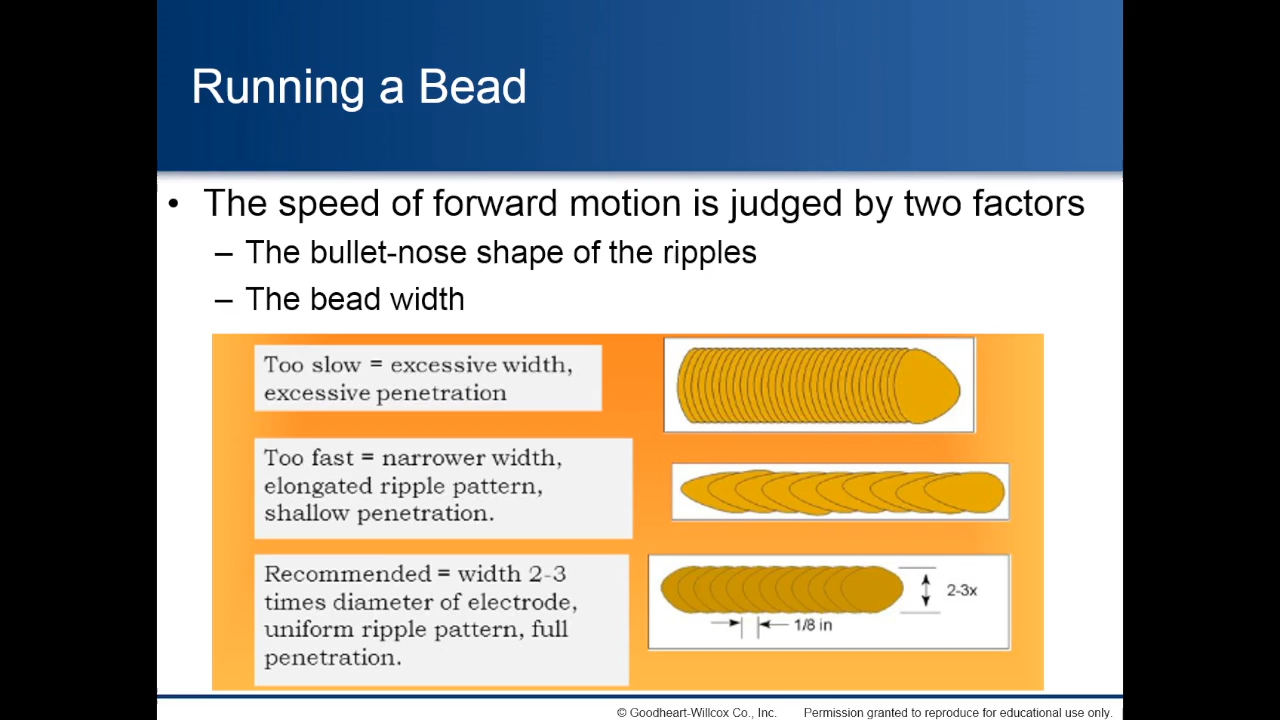 Running a Bead
• The speed of forward motion is judged by two factors
– The bullet-nose shape of the ripples
– The bead width
Too slow = excessive width,
excessive penetration
Too fast = narrower width,
elongated ripple pattern,
shallow penetration.
Recommended = width 2-3
times diameter of electrode,
uniform ripple pattern, full
penetration.
2-3x
1/8 in
© Goodheart-Willcox Co., Inc. Permission granted to reproduce for educational use only.